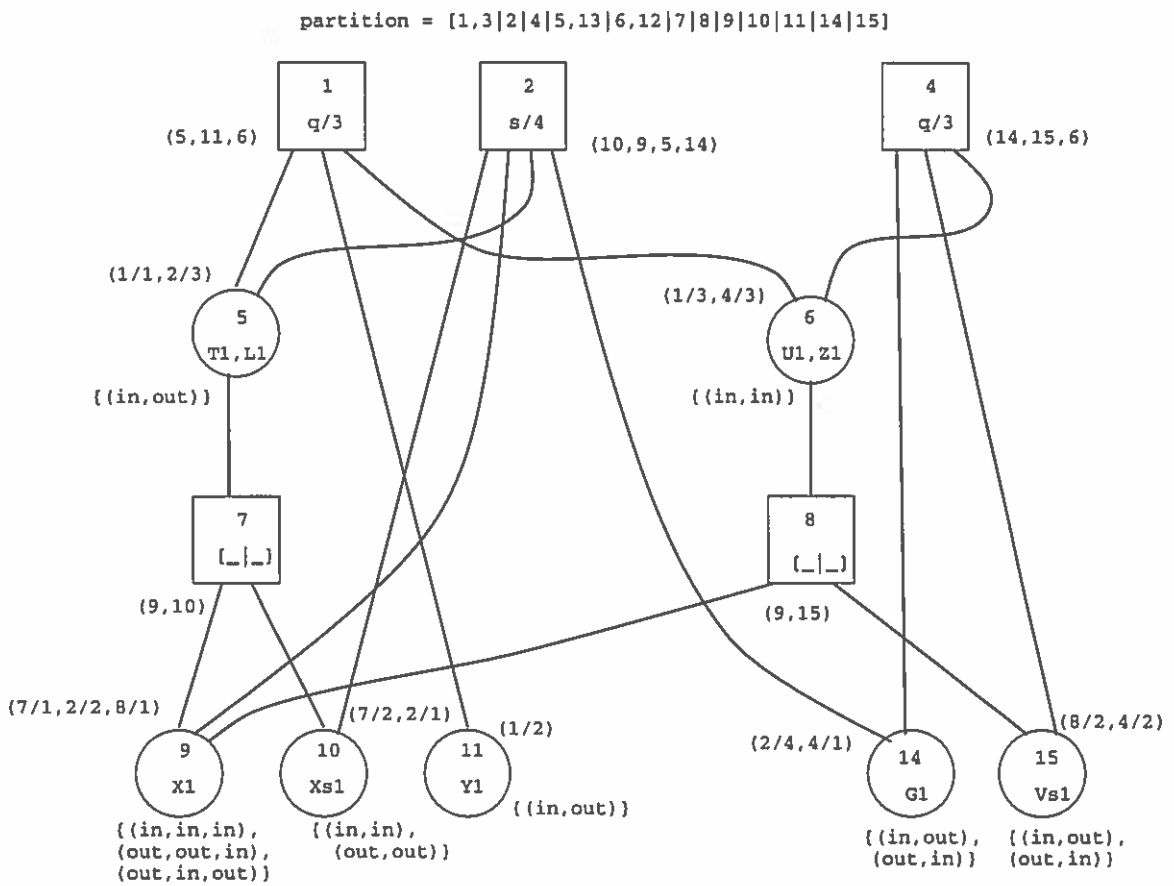 partition = [1,3|2|4|5,13|6,12|7|8|9|10|11|14|15]
1
q/3
2
s/4
4
q/3
(5,11,6)
(10,9,5,14)
(14,15,6)
(1/1,2/3)
(1/3,4/3)
5
T1,L1
6
U1,Z1
{(in,out)}
{(in,in)}
7
[_|_]
8
[_|_]
(9,10)
(9,15)
(7/1,2/2,8/1)
(7/2,2/1)
(1/2)
(2/4,4/1)
(8/2,4/2)
9
X1
10
Xs1
11
Y1
14
G1
15
Vs1
{(in,in,in),
(out,out,in),
(out,in,out)}
{(in,in),
(out,out)}
{(in,out)}
{(in,out),
(out,in)}
{(in,out),
(out,in)}